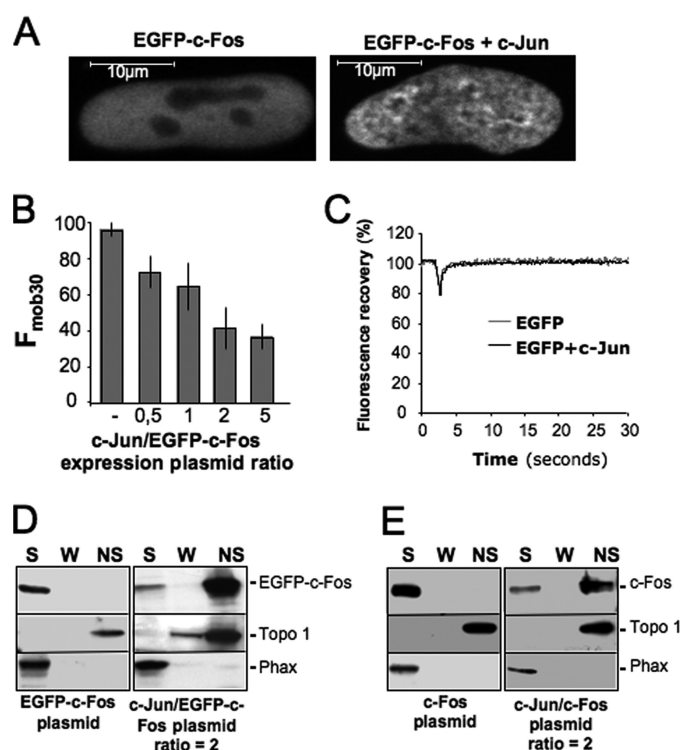 A
EGFP-c-Fos
EGFP-c-Fos + c-Jun
10µm
10µm
B
100
80
60
40
20
0
F mob30
- 0,5 1 2 5
c-Jun/EGFP-c-Fos
expression plasmid ratio
C
Fluorescence recovery (%)
120
100
80
60
40
20
0
EGFP
EGFP+c-Jun
0 5 10 15 20 25 30
Time (seconds)
D
S W NS S W NS
EGFP-c-Fos
Topo 1
Phax
EGFP-c-Fos
plasmid
c-Jun/EGFP-c-
Fos plasmid
ratio = 2
E
S W NS S W NS
c-Fos
Topo 1
Phax
c-Fos
plasmid
c-Jun/c-Fos
plasmid
ratio = 2